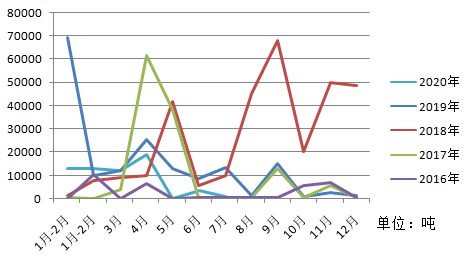 80000
70000
60000
50000
40000
30000
20000
10000
0
1月-2月
1月-2月
3月
4月
5月
6月
7月
8月
9月
10月
11月
12月
2020年
2019年
2018年
2017年
2016年
单位：吨